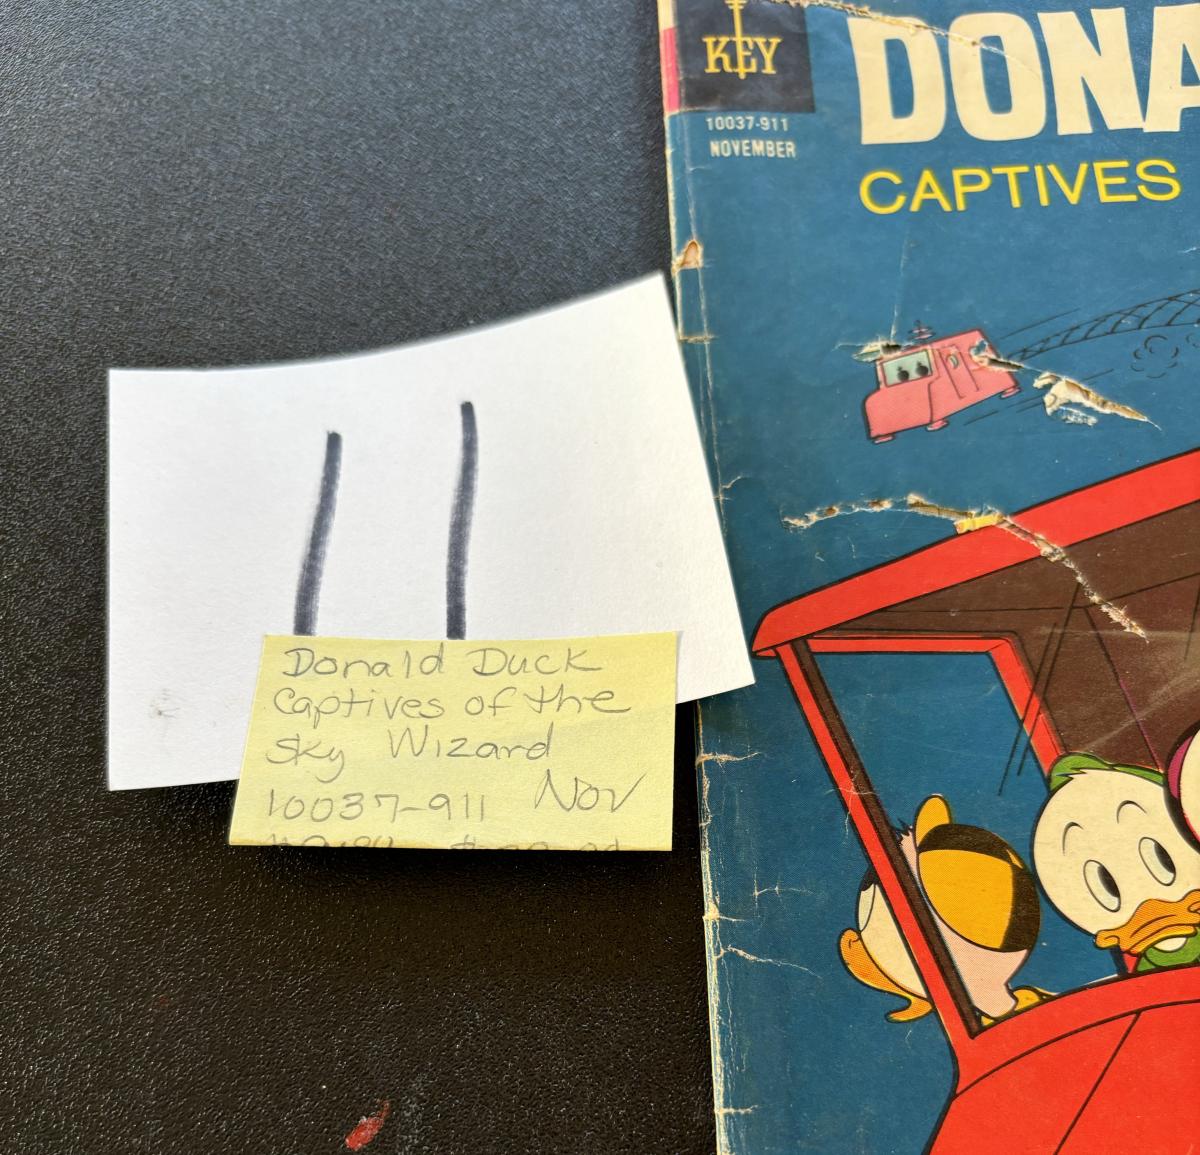 KEY
10037-911
NOVEMBER
DONA
CAPTIVES
11
Donald Duck
Captives of the
Sky Wizard
10037-911 Nov